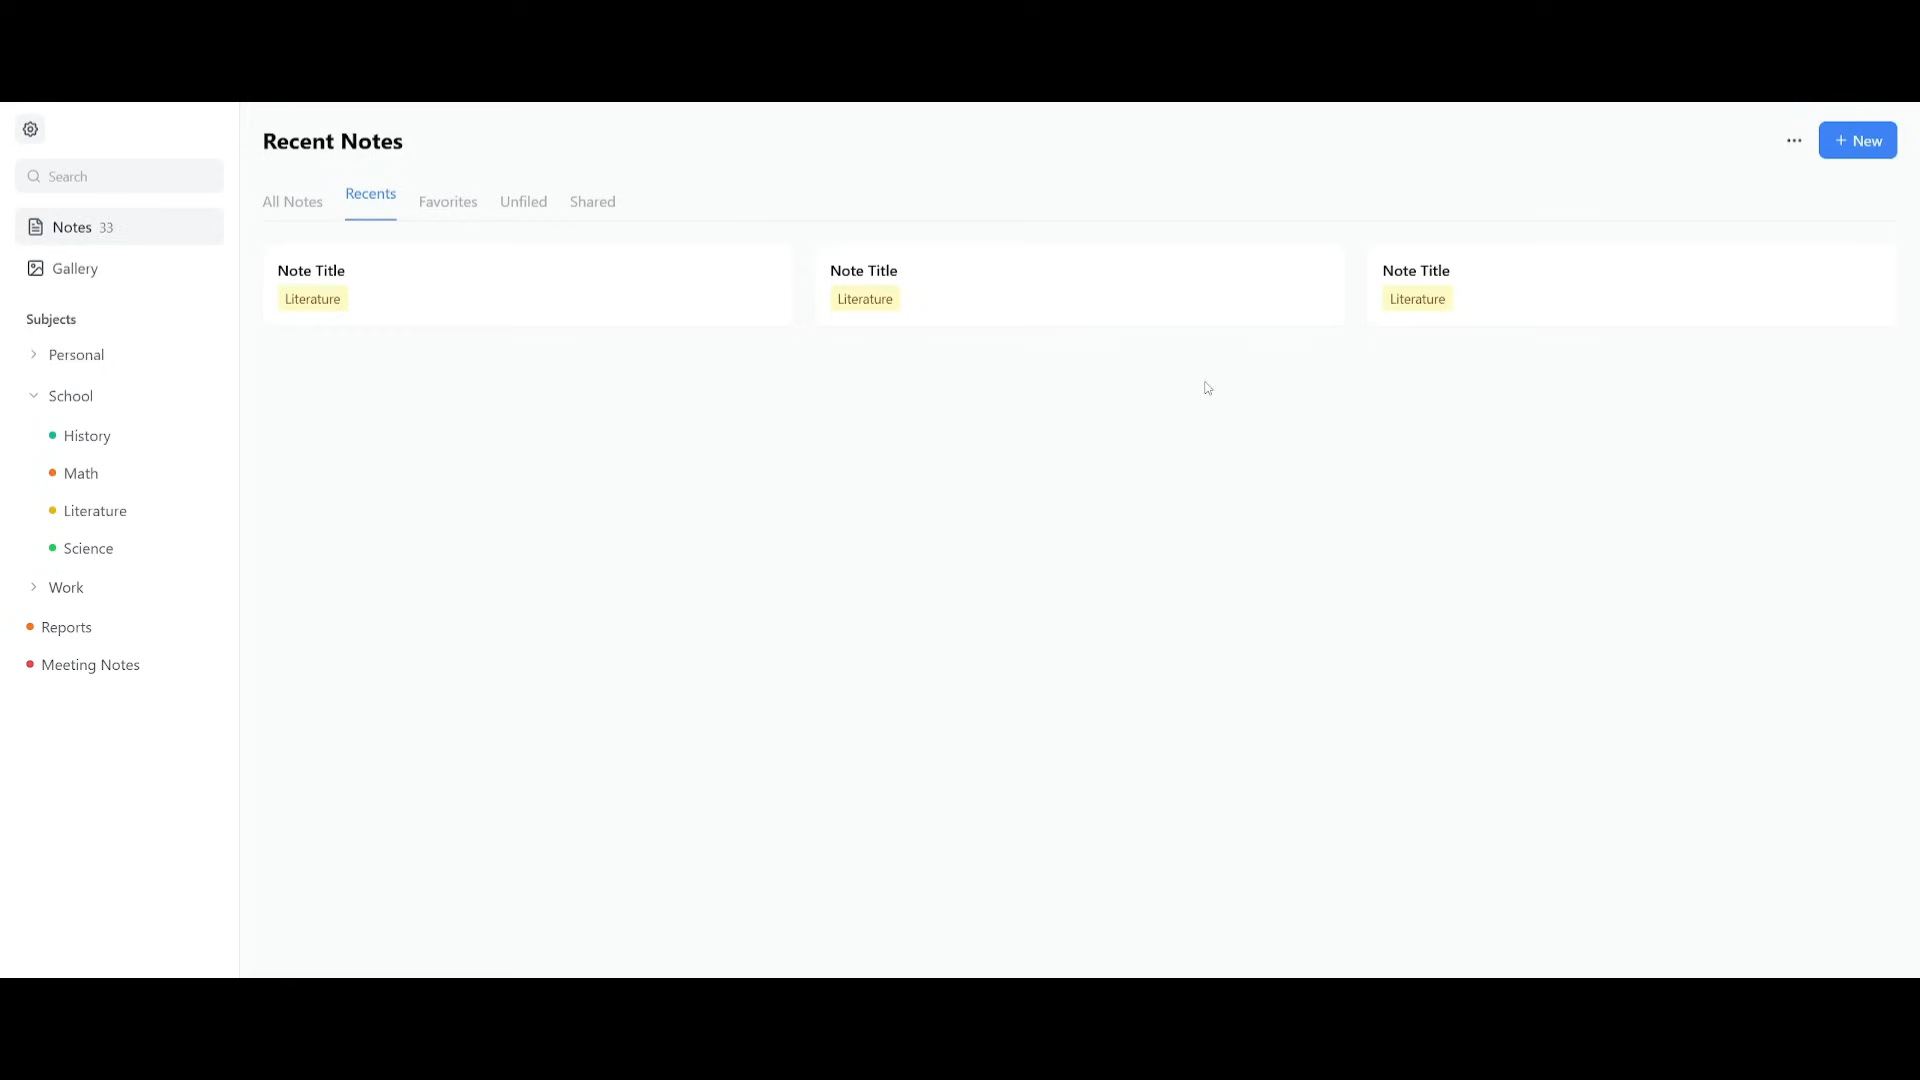 Search
Notes 33
Gallery
Subjects
Personal
School
History
Math
Literature
Science
Work
Reports
Meeting Notes
Recent Notes
+ New
All Notes Recents Favorites Unfiled Shared
Note Title
Literature
Note Title
Literature
Note Title
Literature